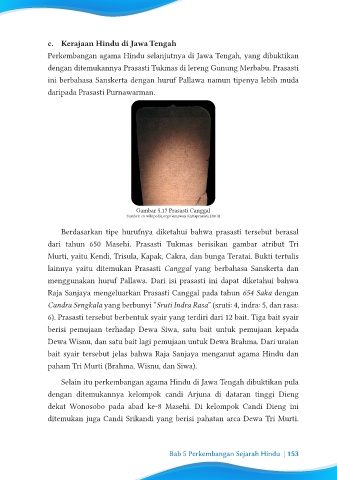 c. Kerajaan Hindu di Jawa Tengah
Perkembangan agama Hindu selanjutnya di Jawa Tengah, yang dibuktikan
dengan ditemukannya Prasasti Tukmas di lereng Gunung Merbabu. Prasasti
ini berbahasa Sanskerta dengan huruf Pallawa namun tipenya lebih muda
daripada Prasasti Purnawarman.
Gambar 5.17 Prasasti Canggal
Berdasarkan tipe hurufnya diketahui bahwa prasasti tersebut berasal
dari tahun 650 Masehi. Prasasti Tukmas berisikan gambar atribut Tri
Murti, yaitu Kendi, Trisula, Kapak, Cakra, dan bunga Teratai. Bukti tertulis
lainnya yaitu ditemukan Prasasti Canggal yang berbahasa Sanskerta dan
menggunakan huruf Pallawa. Dari isi prasasti ini dapat diketahui bahwa
Raja Sanjaya mengeluarkan Prasasti Canggal pada tahun 654 Saka dengan
Candra Sengkala yang berbunyi "Sruti Indra Rasa" (sruti: 4, indra: 5, dan rasa:
6). Prasasti tersebut berbentuk syair yang terdiri dari 12 bait. Tiga bait syair
berisi pemujaan terhadap Dewa Siwa, satu bait untuk pemujaan kepada
Dewa Wisnu, dan satu bait lagi pemujaan untuk Dewa Brahma. Dari uraian
bait syair tersebut jelas bahwa Raja Sanjaya menganut agama Hindu dan
paham Tri Murti (Brahma, Wisnu, dan Siwa).
Selain itu perkembangan agama Hindu di Jawa Tengah dibuktikan pula
dengan ditemukannya kelompok candi Arjuna di dataran tinggi Dieng
dekat Wonosobo pada abad ke-8 Masehi. Di kelompok Candi Dieng ini
ditemukan juga Candi Srikandi yang berisi pahatan arca Dewa Tri Murti.
Bab 5 Perkembangan Sejarah Hindu | 153